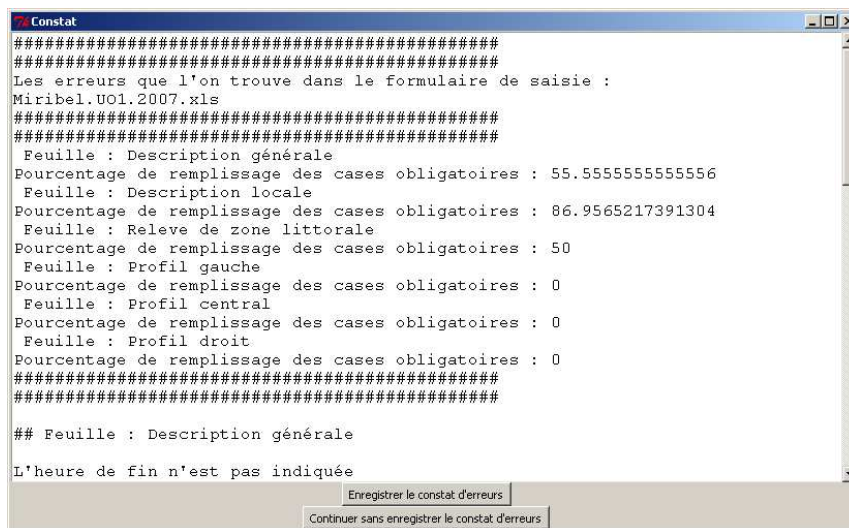 Constat
###############################################
###############################################
Les erreurs que l'on trouve dans le formulaire de saisie :
Miribel.UO1.2007.xls
###############################################
###############################################
Feuille : Description générale
Pourcentage de remplissage des cases obligatoires : 55.5555555555556
Feuille : Description locale
Pourcentage de remplissage des cases obligatoires : 86.9565217391304
Feuille : Releve de zone littorale
Pourcentage de remplissage des cases obligatoires : 50
Feuille : Profil gauche
Pourcentage de remplissage des cases obligatoires : 0
Feuille : Profil central
Pourcentage de remplissage des cases obligatoires : 0
Feuille : Profil droit
Pourcentage de remplissage des cases obligatoires : 0
###############################################
###############################################
## Feuille : Description générale
L'heure de fin n'est pas indiquée
Enregistrer le constat d'erreurs
Continuer sans enregistrer le constat d'erreurs